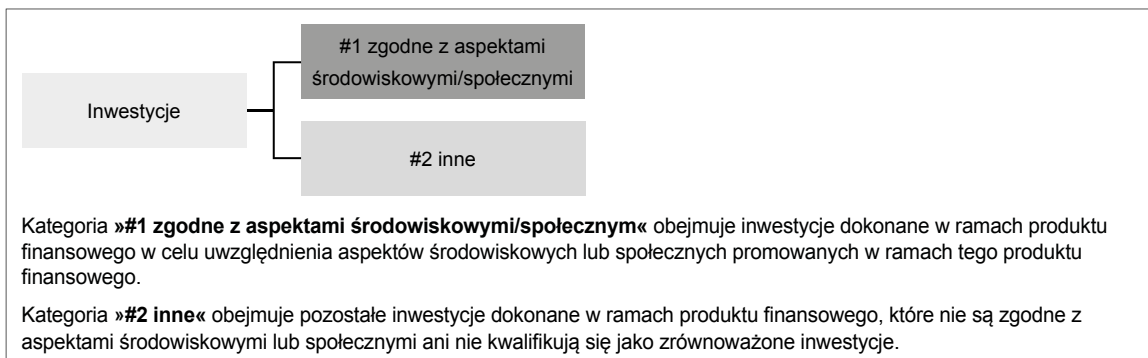 #1 zgodne z aspektami
środowiskowymi/społecznymi
Inwestycje
#2 inne
Kategoria »#1 zgodne z aspektami środowiskowymi/społecznym« obejmuje inwestycje dokonane w ramach produktu
finansowego w celu uwzględnienia aspektów środowiskowych lub społecznych promowanych w ramach tego produktu
finansowego.
Kategoria »#2 inne« obejmuje pozostałe inwestycje dokonane w ramach produktu finansowego, które nie są zgodne z
aspektami środowiskowymi lub społecznymi ani nie kwalifikują się jako zrównoważone inwestycje.